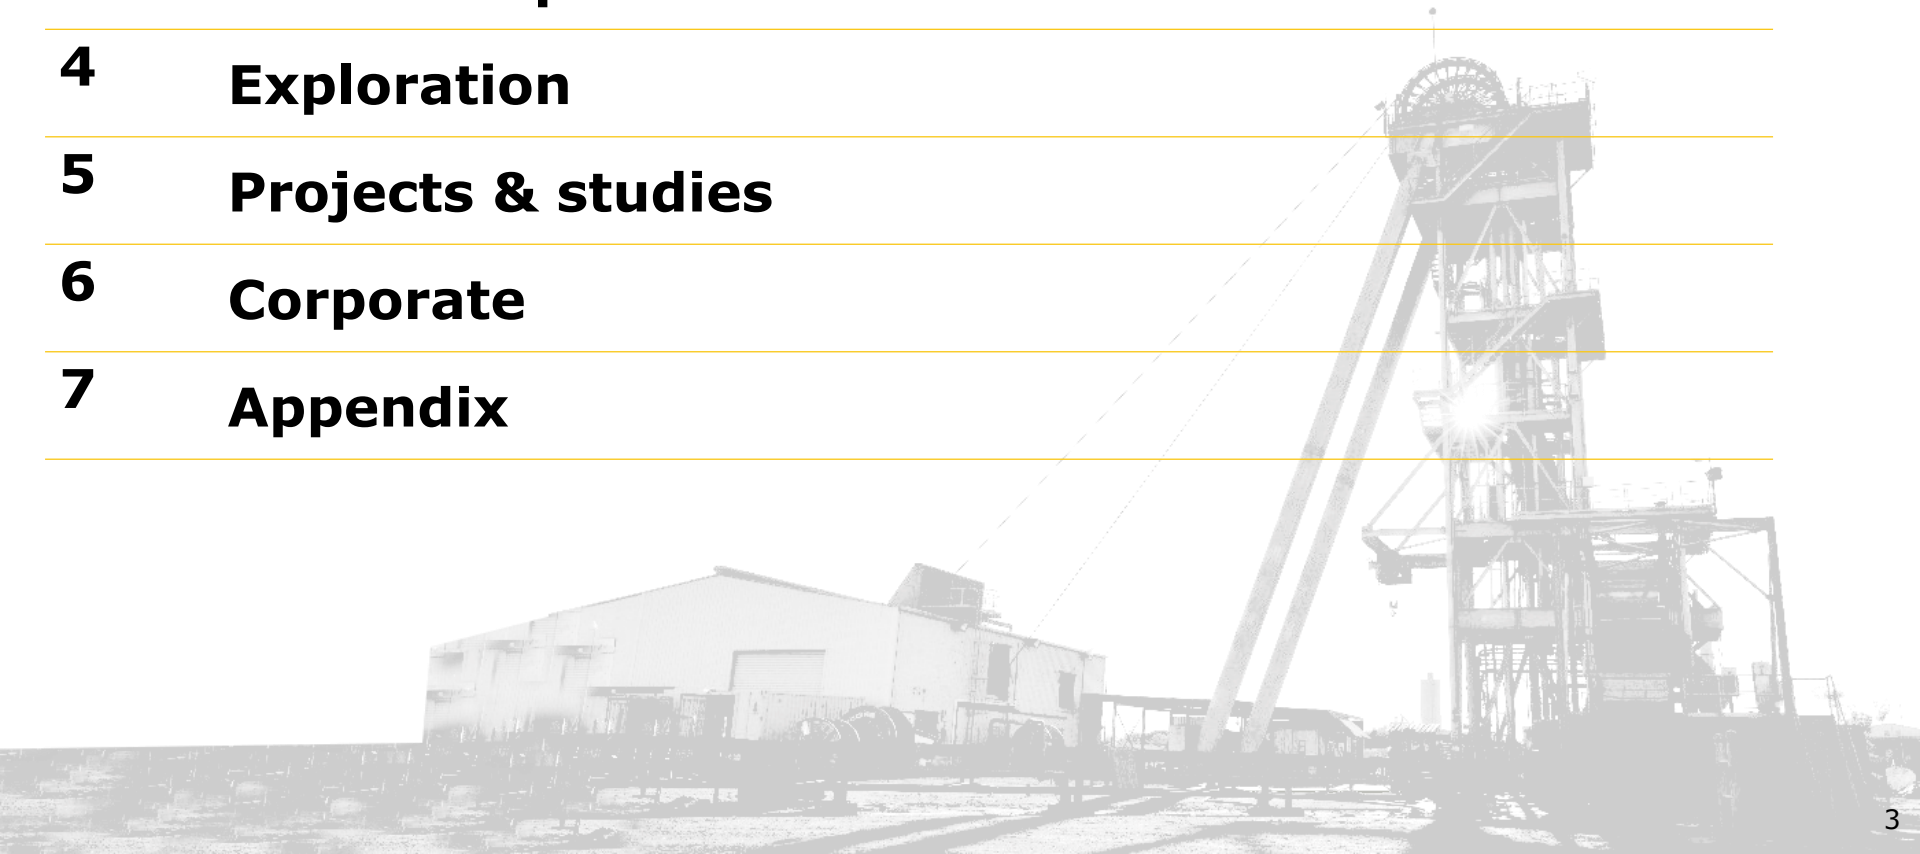 4 Exploration
5 Projects & studies
6 Corporate
7 Appendix
3